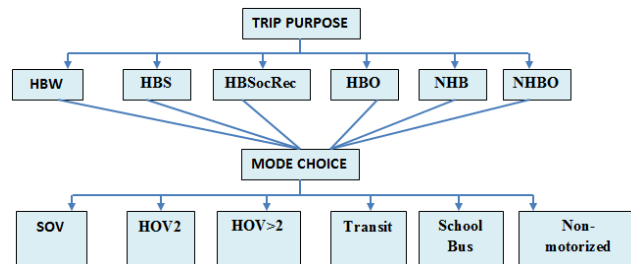 TRIP PURPOSE
HBW
HBS
HBSocRec
HBO
NHB
NHBO
MODE CHOICE
SOV
HOV2
HOV>2
Transit
School
Bus
Non-
motorized